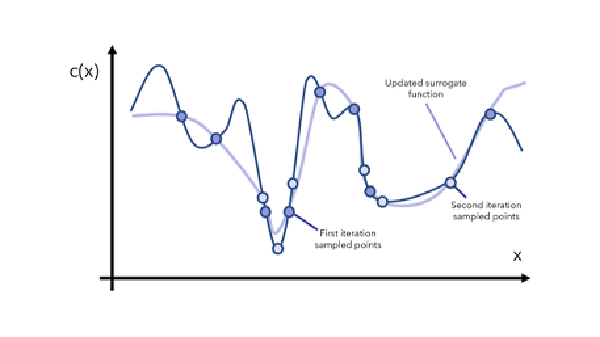 c(x)
Updated surrogate
function
Second iteration
sampled points
First iteration
sampled points
x